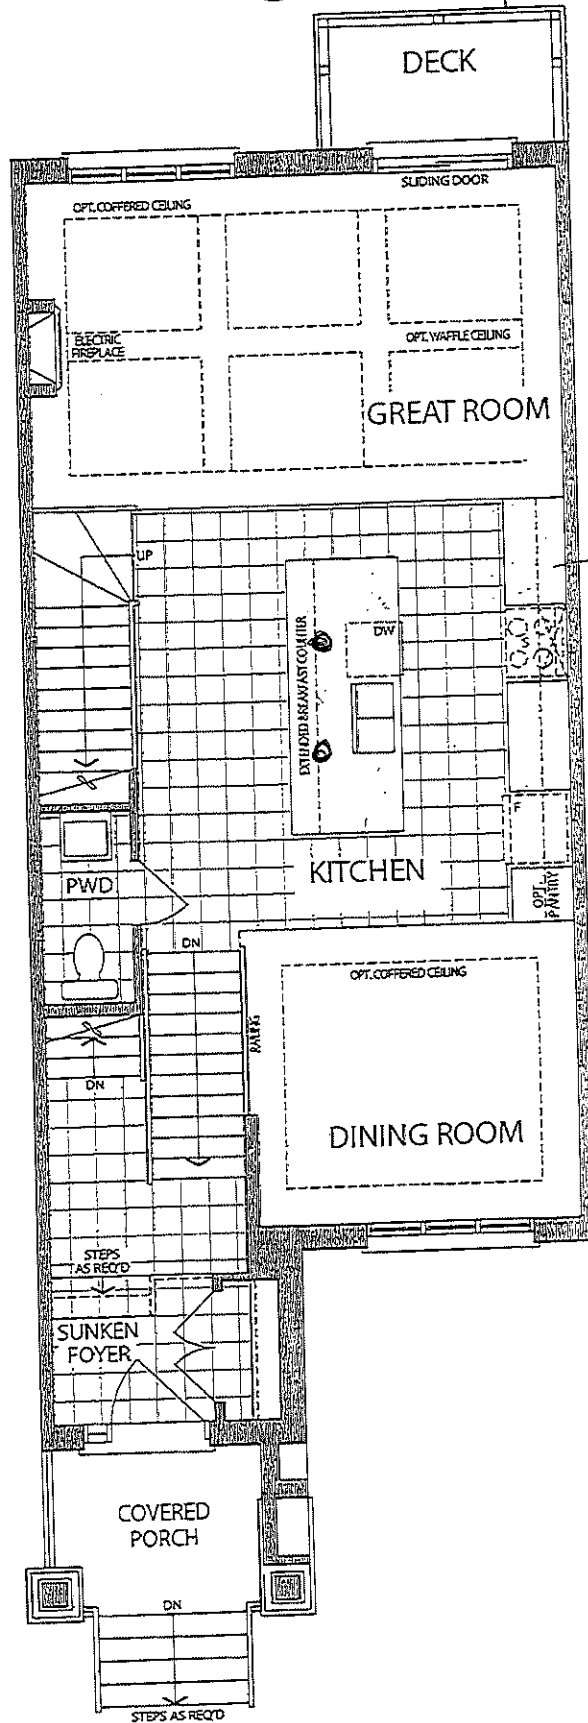 DECK
SLIDING DOOR
OPT. COFFERED CEILING
ELECTRIC
FIREPLACE
OPT. WAFFLE CEILING
GREAT ROOM
UP
EXTENDED BREAKFAST COUNTER
DW
F
KITCHEN
PWD
OPT.
PANTRY
DN
OPT. COFFERED CEILING
RAILING
DN
DINING ROOM
STEPS
AS REQ'D
SUNKEN
FOYER
COVERED
PORCH
DN
STEPS AS REQ'D